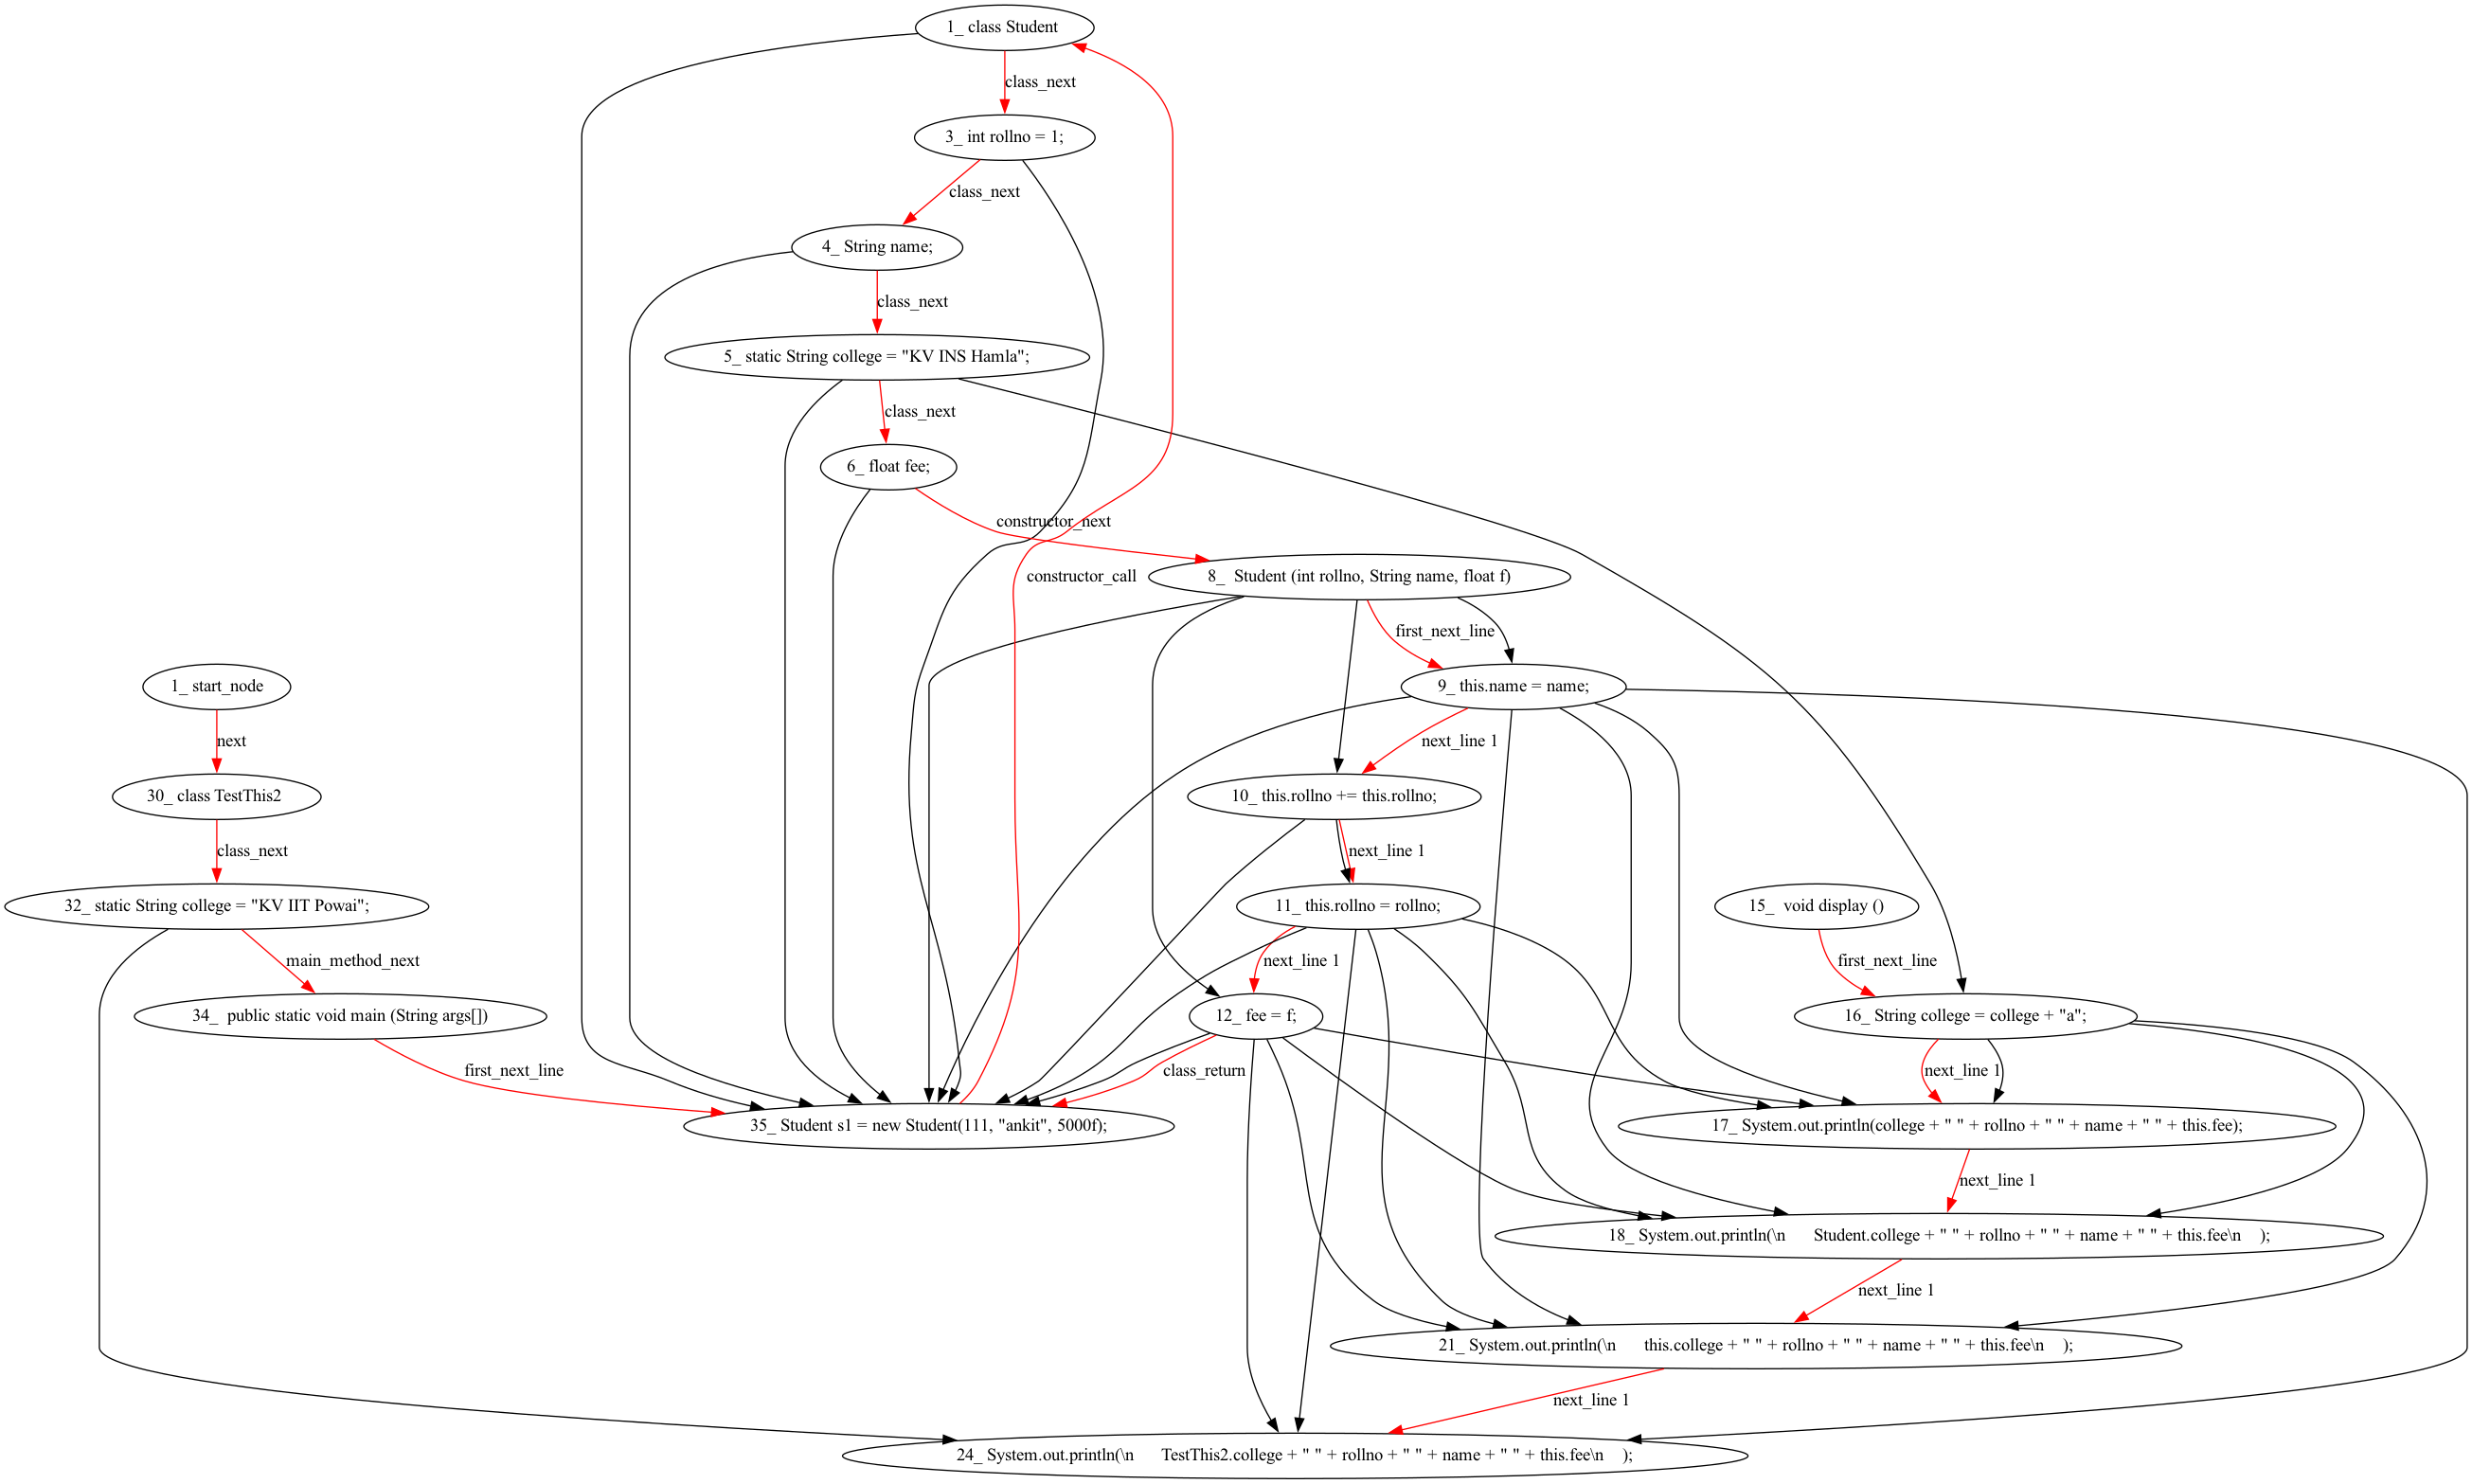 1_ class Student
class_next
3_ int rollno = 1;
class_next
4_ String name;
class_next
5_ static String college = "KV INS Hamla";
class_next
6_ float fee;
constructor_next
8_  Student (int rollno, String name, float f)
constructor_call
first_next_line
1_ start_node
9_ this.name = name;
next
next_line 1
30_ class TestThis2
10_ this.rollno += this.rollno;
class_next
next_line 1
32_ static String college = "KV IIT Powai";
11_ this.rollno = rollno;
15_  void display ()
main_method_next
next_line 1
first_next_line
34_  public static void main (String args[])
12_ fee = f;
16_ String college = college + "a";
first_next_line
class_return
next_line 1
35_ Student s1 = new Student(111, "ankit", 5000f);
17_ System.out.println(college + " " + rollno + " " + name + " " + this.fee);
next_line 1
18_ System.out.println(\n      Student.college + " " + rollno + " " + name + " " + this.fee\n    );
next_line 1
21_ System.out.println(\n      this.college + " " + rollno + " " + name + " " + this.fee\n    );
next_line 1
24_ System.out.println(\n      TestThis2.college + " " + rollno + " " + name + " " + this.fee\n    );